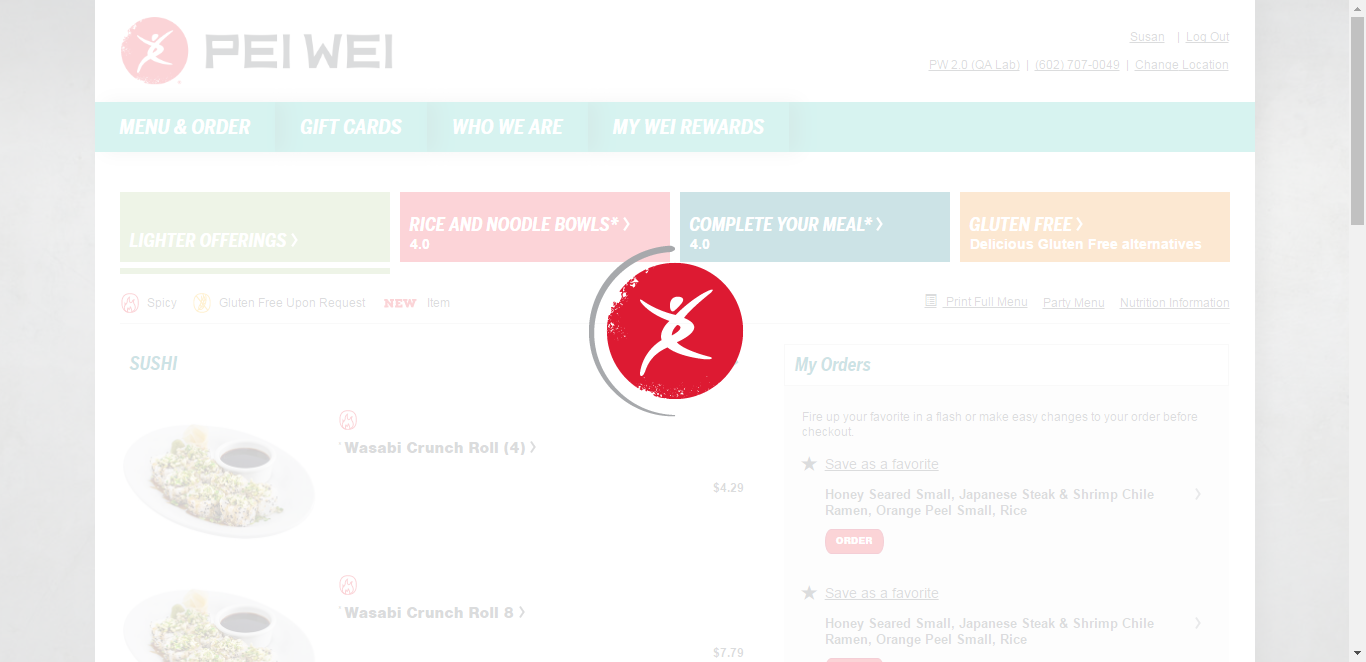 PEI WEI
Susan | Log Out
PW 2.0 (QA Lab) | (602) 707-0049 | Change Location
MENU & ORDER GIFT CARDS WHO WE ARE MY WEI REWARDS
LIGHTER OFFERINGS >
RICE AND NOODLE BOWLS* >
4.0
COMPLETE YOUR MEAL* >
4.0
GLUTEN FREE >
Delicious Gluten Free alternatives
Spicy Gluten Free Upon Request NEW Item
Print Full Menu Party Menu Nutrition Information
SUSHI
* Wasabi Crunch Roll (4) >
$4.29
* Wasabi Crunch Roll 8 >
$7.79
My Orders
Fire up your favorite in a flash or make easy changes to your order before
checkout.
Save as a favorite
Honey Seared Small, Japanese Steak & Shrimp Chile
Ramen, Orange Peel Small, Rice
ORDER
Save as a favorite
Honey Seared Small, Japanese Steak & Shrimp Chile
Ramen, Orange Peel Small, Rice